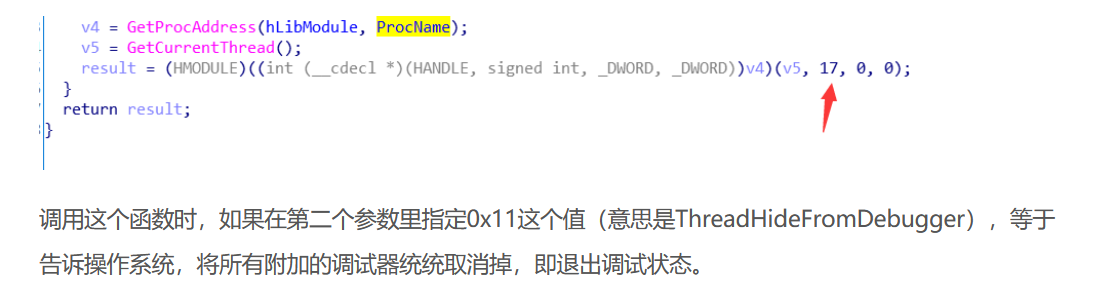 v4 = GetProcAddress(hLibModule, ProcName);
v5 = GetCurrentThread();
result = (HMODULE)((int (__cdecl *)(HANDLE, signed int, _DWORD, _DWORD))v4)(v5, 17, 0, 0);
}
return result;
}
调用这个函数时，如果在第二个参数里指定0x11这个值（意思是ThreadHideFromDebugger），等于
告诉操作系统，将所有附加的调试器统统取消掉，即退出调试状态。